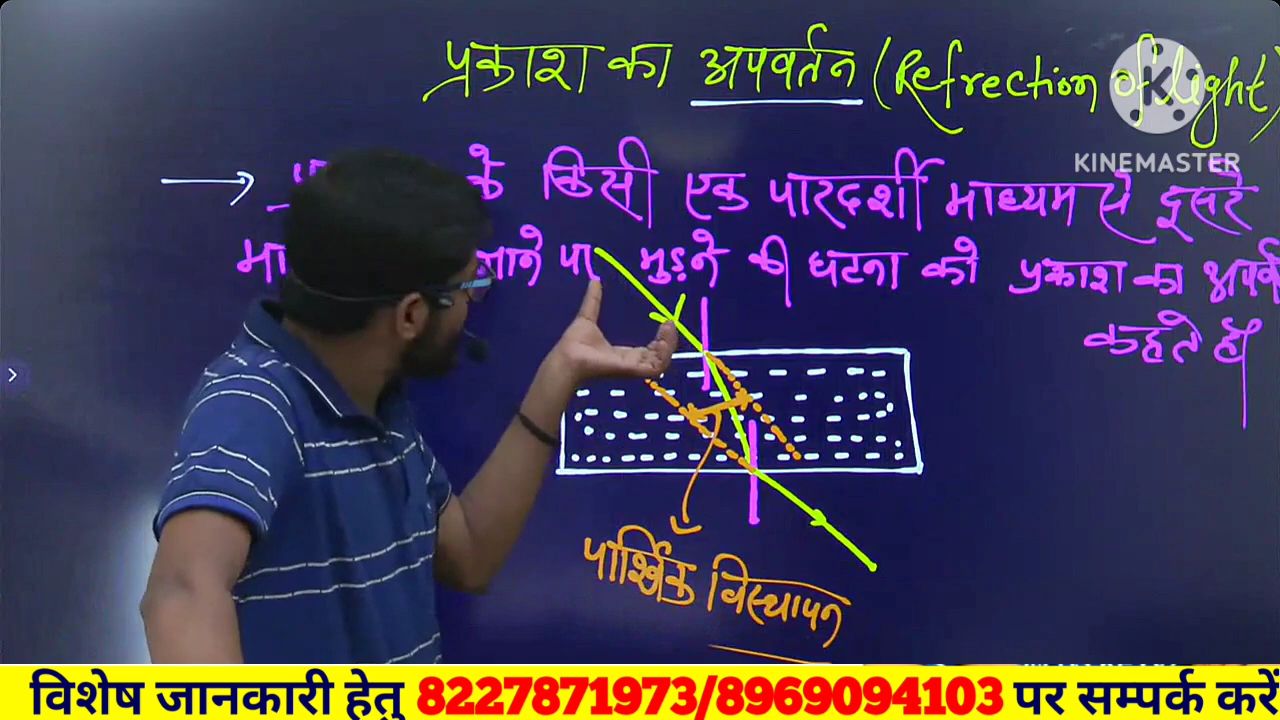 प्रकाश का अपवर्तन (Refrection of light)
KINEMASTER
→ के किसी एक पारदर्शी माध्यम से दूसरे
जाने पर मुड़ने की घटना को प्रकाश का
कहते हैं
पार्श्विक विस्थापन
विशेष जानकारी हेतु 8227871973/8969094103 पर सम्पर्क करें